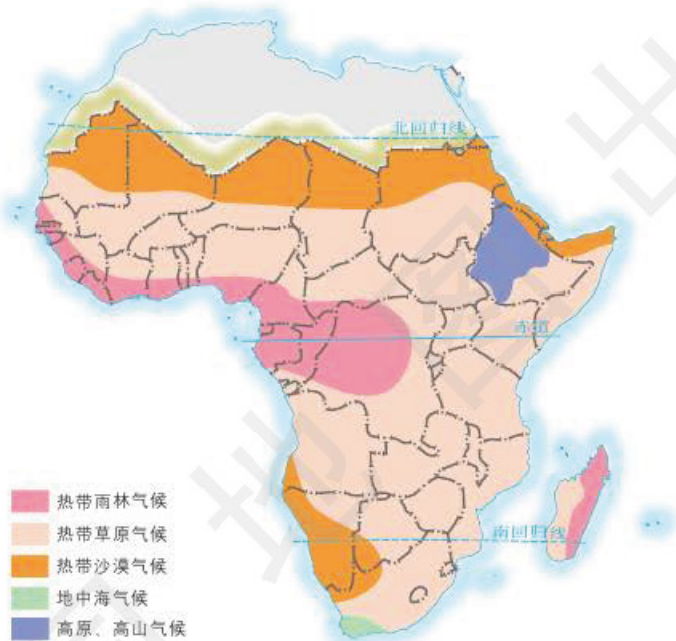 北回归线
赤道
南回归线
热带雨林气候
热带草原气候
热带沙漠气候
地中海气候
高原、高山气候